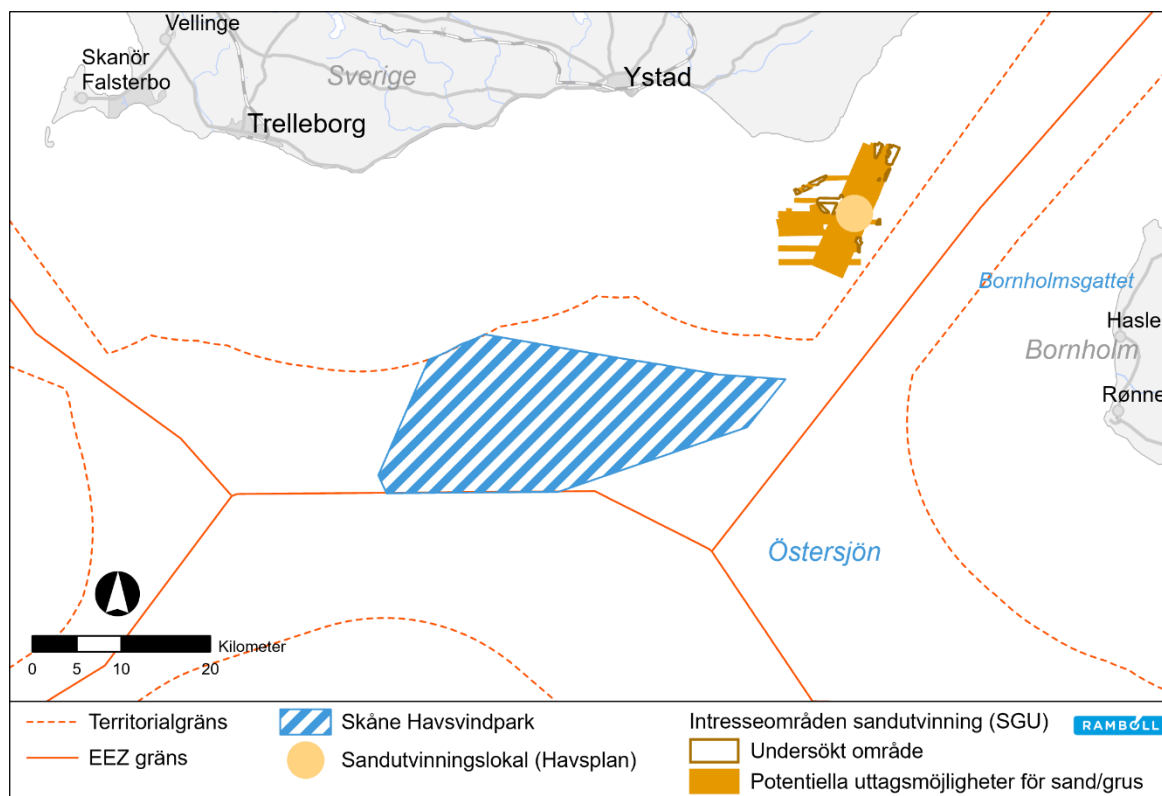 Vellinge
Skanör
Falsterbo
Sverige
Ystad
Trelleborg
Bornholmsgattet
Hasle
Bornholm
Rønne
Östersjön
Kilometer
0 5 10 20
Territorialgräns
EEZ gräns
Skåne Havsvindpark
Sandutvinningslokal (Havsplan)
Intresseområden sandutvinning (SGU)
RAMBOLL
Undersökt område
Potentiella uttagsmöjligheter för sand/grus